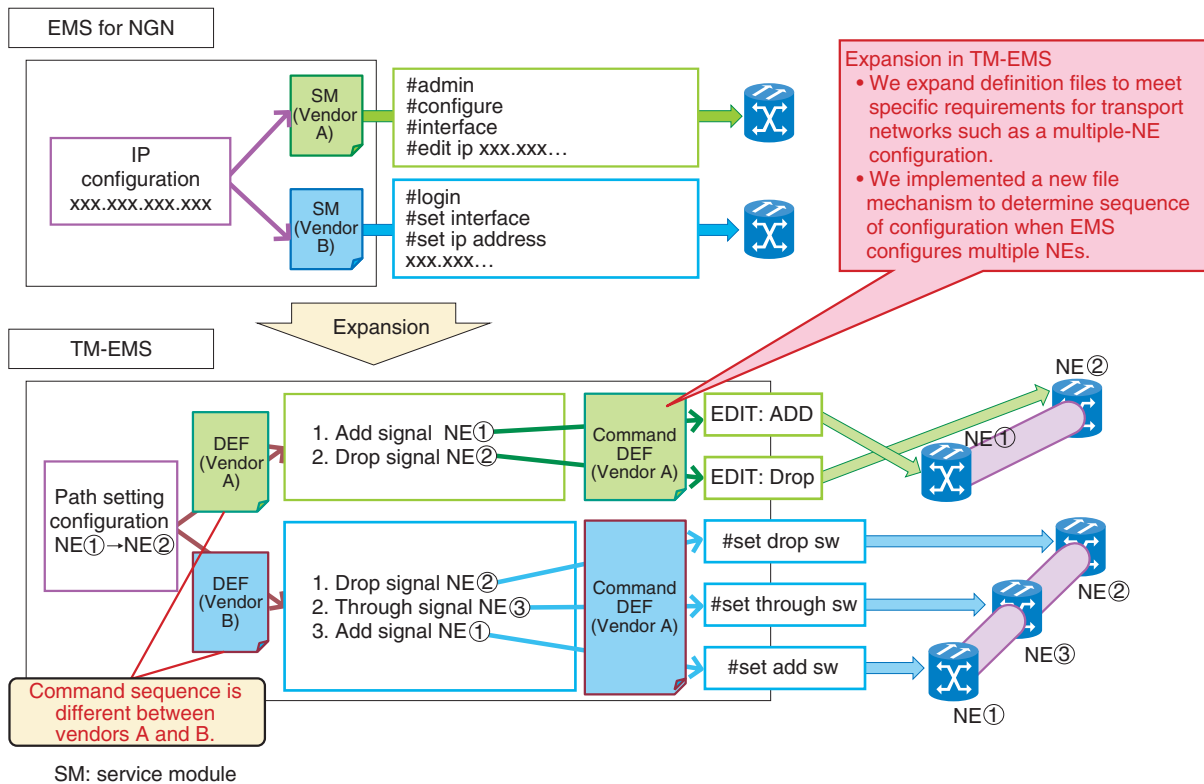 EMS for NGN
SM
(Vendor
A)
#admin
#configure
#interface
#edit ip xxx.xxx…
IP
configuration
xxx.xxx.xxx.xxx
SM
(Vendor
B)
#login
#set interface
#set ip address
xxx.xxx…
Expansion in TM-EMS
• We expand definition files to meet
specific requirements for transport
networks such as a multiple-NE
configuration.
• We implemented a new file
mechanism to determine sequence
of configuration when EMS
configures multiple NEs.
Expansion
TM-EMS
DEF
(Vendor
A)
1. Add signal NE①
2. Drop signal NE②
Command
DEF
(Vendor A)
EDIT: ADD
EDIT: Drop
NE②
NE①
Path setting
configuration
NE①→NE②
DEF
(Vendor
B)
1. Drop signal NE②
2. Through signal NE③
3. Add signal NE①
Command
DEF
(Vendor A)
#set drop sw
#set through sw
#set add sw
NE②
NE③
NE①
Command sequence is
different between
vendors A and B.
SM: service module